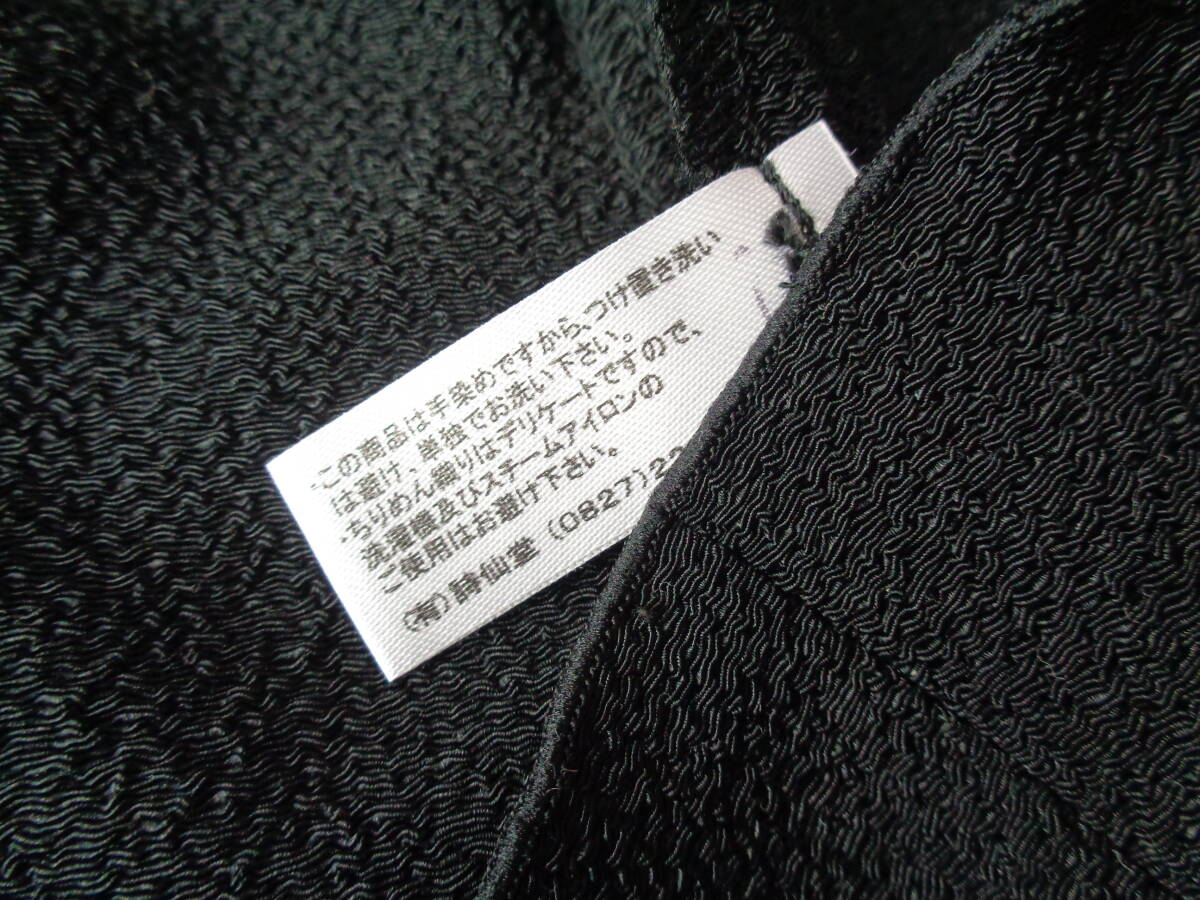 この商品は手染めですから、つけ置き洗い
は避け、単独でお洗い下さい。
ちりめん織りはデリケートですので、
洗濯機及びスチームアイロンの
ご使用はお避け下さい。
(有)詩仙堂 (0827)22